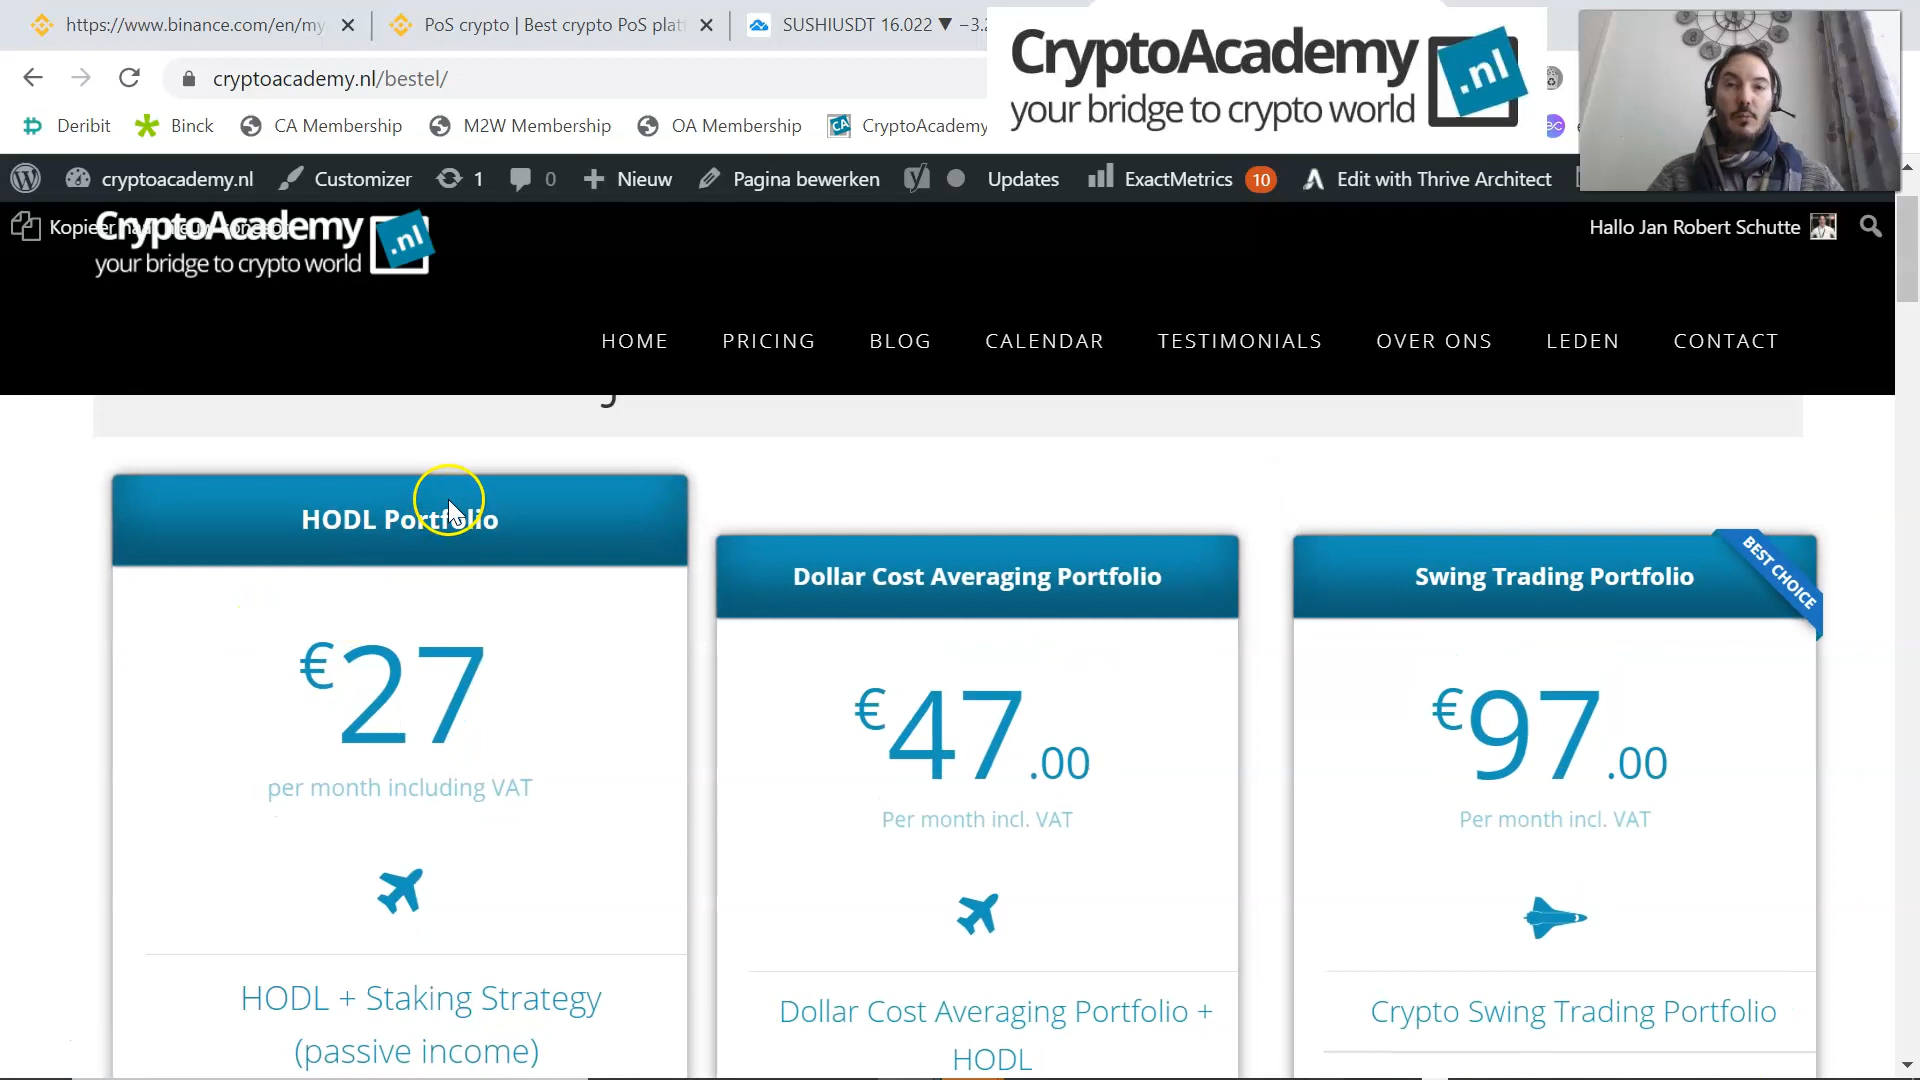 https://www.binance.com/en/my
PoS crypto | Best crypto PoS plat
SUSHIUSDT 16.022 ▼ −3.2
cryptoacademy.nl/bestel/
CryptoAcademy .nl
your bridge to crypto world
Deribit
Binck
CA Membership
M2W Membership
OA Membership
CryptoAcademy
cryptoacademy.nl
Customizer
1
0
Nieuw
Pagina bewerken
Updates
ExactMetrics 10
Edit with Thrive Architect
Kopieer
CryptoAcademy .nl
your bridge to crypto world
Hallo Jan Robert Schutte
HOME
PRICING
BLOG
CALENDAR
TESTIMONIALS
OVER ONS
LEDEN
CONTACT
HODL Portfolio
€27
per month including VAT
HODL + Staking Strategy
(passive income)
Dollar Cost Averaging Portfolio
€47.00
Per month incl. VAT
Dollar Cost Averaging Portfolio +
HODL
Swing Trading Portfolio
BEST CHOICE
€97.00
Per month incl. VAT
Crypto Swing Trading Portfolio